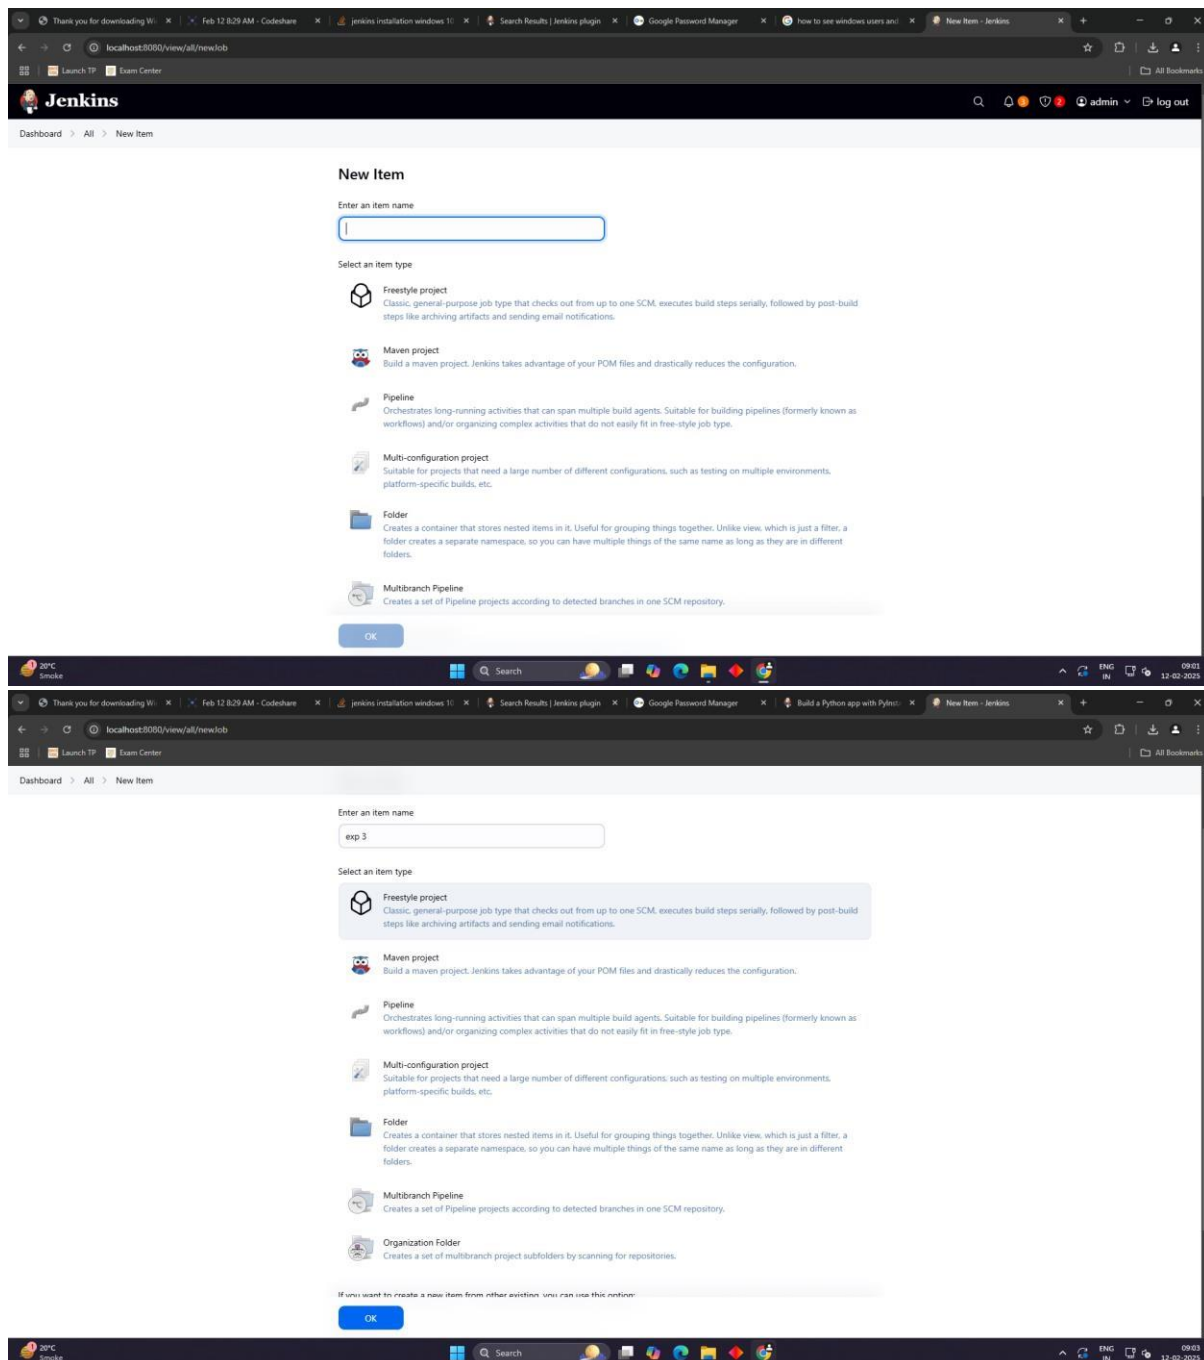 Thank you for downloading Wi
Feb 12 8:29 AM - Codeshare
jenkins installation windows 10
Search Results | Jenkins plugin
Google Password Manager
how to see windows users and
New Item - Jenkins
localhost:8080/view/all/newJob
Launch TP
Exam Center
All Bookmarks
Jenkins
3
2
admin
log out
Dashboard > All > New Item
New Item
Enter an item name
Select an item type
Freestyle project
Classic, general-purpose job type that checks out from up to one SCM, executes build steps serially, followed by post-build
steps like archiving artifacts and sending email notifications.
Maven project
Build a maven project. Jenkins takes advantage of your POM files and drastically reduces the configuration.
Pipeline
Orchestrates long-running activities that can span multiple build agents. Suitable for building pipelines (formerly known as
workflows) and/or organizing complex activities that do not easily fit in free-style job type.
Multi-configuration project
Suitable for projects that need a large number of different configurations, such as testing on multiple environments,
platform-specific builds, etc.
Folder
Creates a container that stores nested items in it. Useful for grouping things together. Unlike view, which is just a filter, a
folder creates a separate namespace, so you can have multiple things of the same name as long as they are in different
folders.
Multibranch Pipeline
Creates a set of Pipeline projects according to detected branches in one SCM repository.
OK
1
20°C
Smoke
Search
ENG
IN
09:01
12-02-2025
Thank you for downloading Wi
Feb 12 8:29 AM - Codeshare
jenkins installation windows 10
Search Results | Jenkins plugin
Google Password Manager
Build a Python app with PyInst
New Item - Jenkins
localhost:8080/view/all/newJob
Launch TP
Exam Center
All Bookmarks
Dashboard > All > New Item
Enter an item name
exp 3
Select an item type
Freestyle project
Classic, general-purpose job type that checks out from up to one SCM, executes build steps serially, followed by post-build
steps like archiving artifacts and sending email notifications.
Maven project
Build a maven project. Jenkins takes advantage of your POM files and drastically reduces the configuration.
Pipeline
Orchestrates long-running activities that can span multiple build agents. Suitable for building pipelines (formerly known as
workflows) and/or organizing complex activities that do not easily fit in free-style job type.
Multi-configuration project
Suitable for projects that need a large number of different configurations, such as testing on multiple environments,
platform-specific builds, etc.
Folder
Creates a container that stores nested items in it. Useful for grouping things together. Unlike view, which is just a filter, a
folder creates a separate namespace, so you can have multiple things of the same name as long as they are in different
folders.
Multibranch Pipeline
Creates a set of Pipeline projects according to detected branches in one SCM repository.
Organization Folder
Creates a set of multibranch project subfolders by scanning for repositories.
If you want to create a new item from other existing, you can use this option:
OK
1
20°C
Smoke
Search
ENG
IN
09:03
12-02-2025